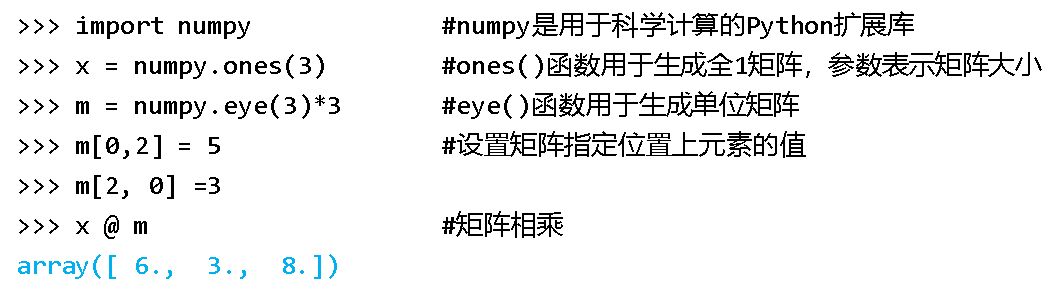 >>> import numpy #numpy是用于科学计算的Python扩展库
>>> x = numpy.ones(3) #ones()函数用于生成全1矩阵，参数表示矩阵大小
>>> m = numpy.eye(3)*3 #eye()函数用于生成单位矩阵
>>> m[0,2] = 5 #设置矩阵指定位置上元素的值
>>> m[2, 0] =3
>>> x @ m #矩阵相乘
array([ 6.,  3.,  8.])